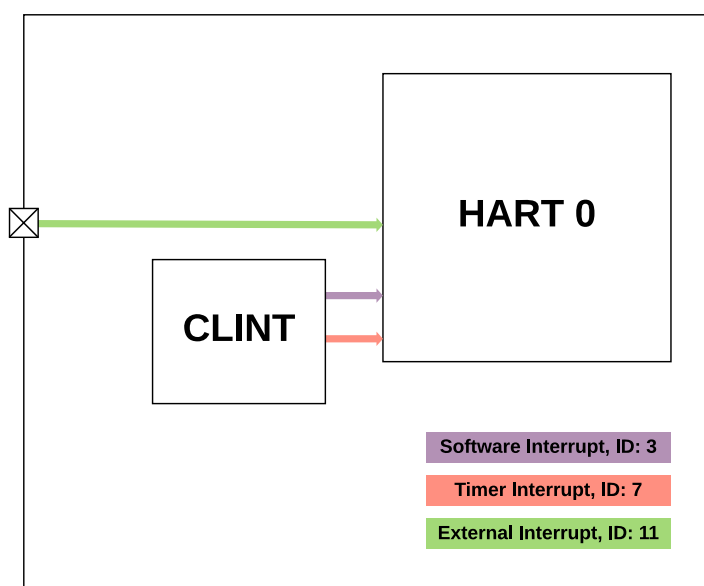 HART 0
CLINT
Software Interrupt, ID: 3
Timer Interrupt, ID: 7
External Interrupt, ID: 11